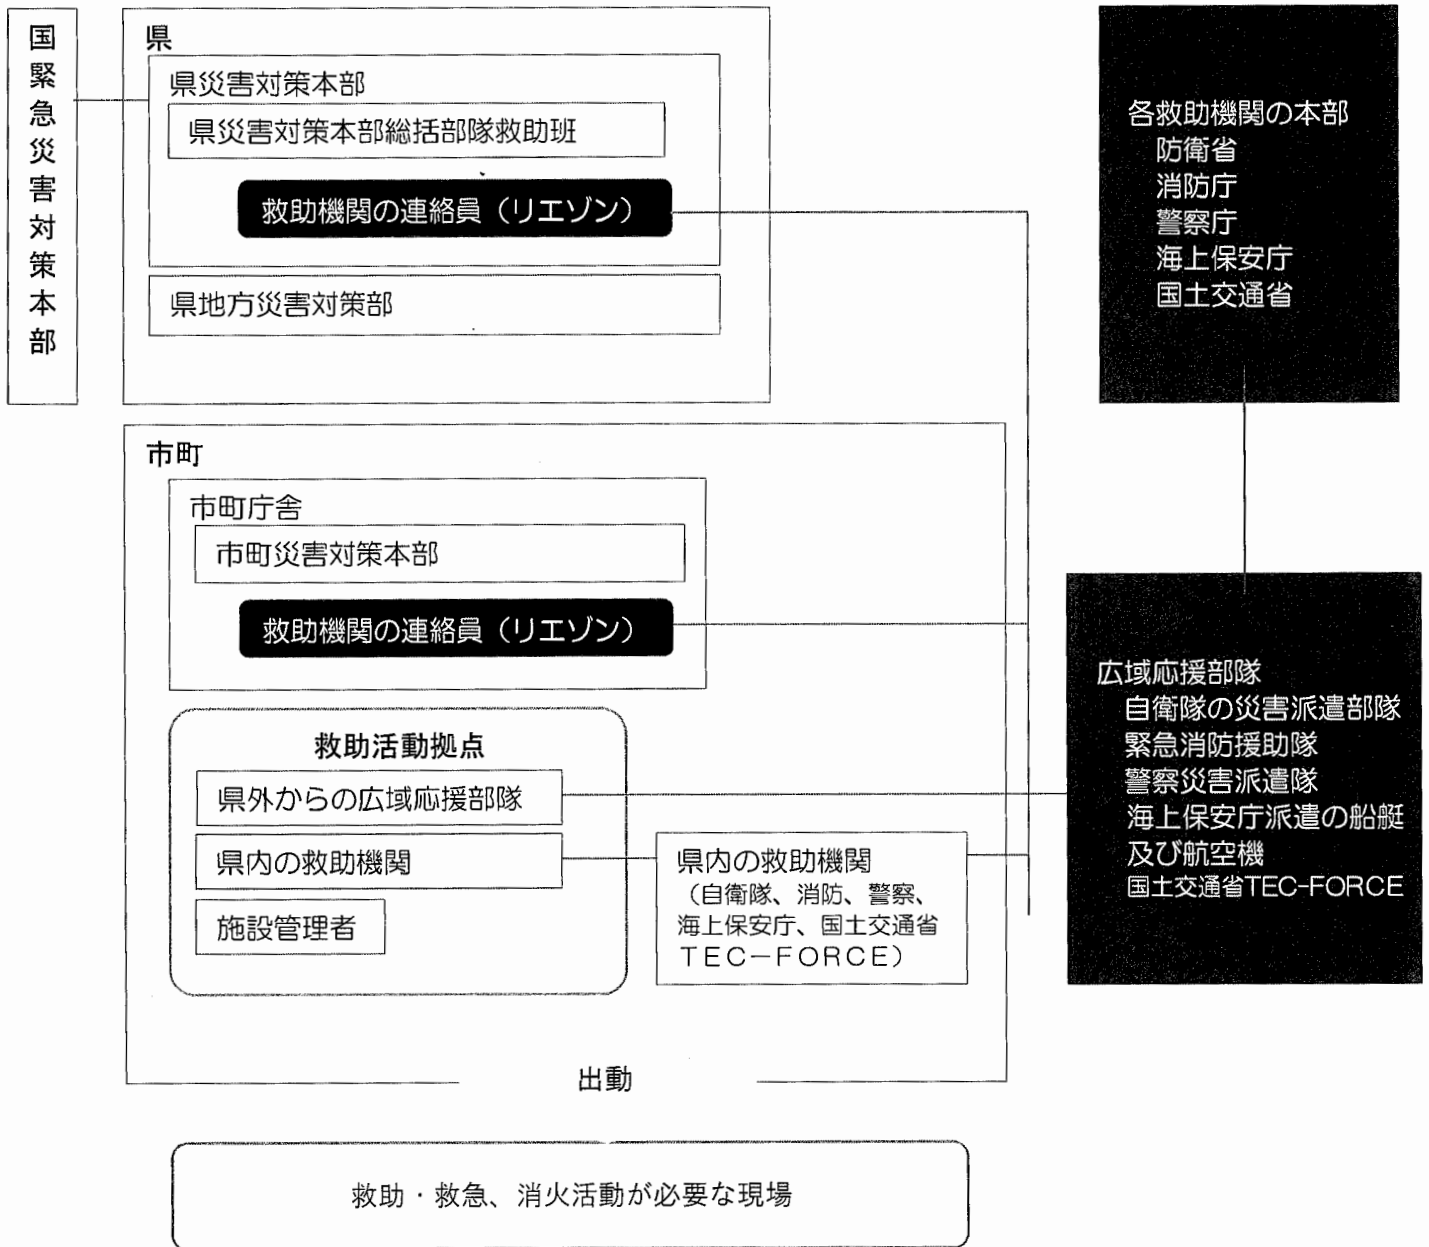 国緊急災害対策本部
県
県災害対策本部
県災害対策本部総括部隊救助班
救助機関の連絡員（リエゾン）
県地方災害対策部
各救助機関の本部
防衛省
消防庁
警察庁
海上保安庁
国土交通省
市町
市町庁舎
市町災害対策本部
救助機関の連絡員（リエゾン）
救助活動拠点
県外からの広域応援部隊
県内の救助機関
施設管理者
県内の救助機関
（自衛隊、消防、警察、
海上保安庁、国土交通省
ＴＥＣ－ＦＯＲＣＥ）
広域応援部隊
自衛隊の災害派遣部隊
緊急消防援助隊
警察災害派遣隊
海上保安庁派遣の船艇
及び航空機
国土交通省TEC-FORCE
出動
救助・救急、消火活動が必要な現場